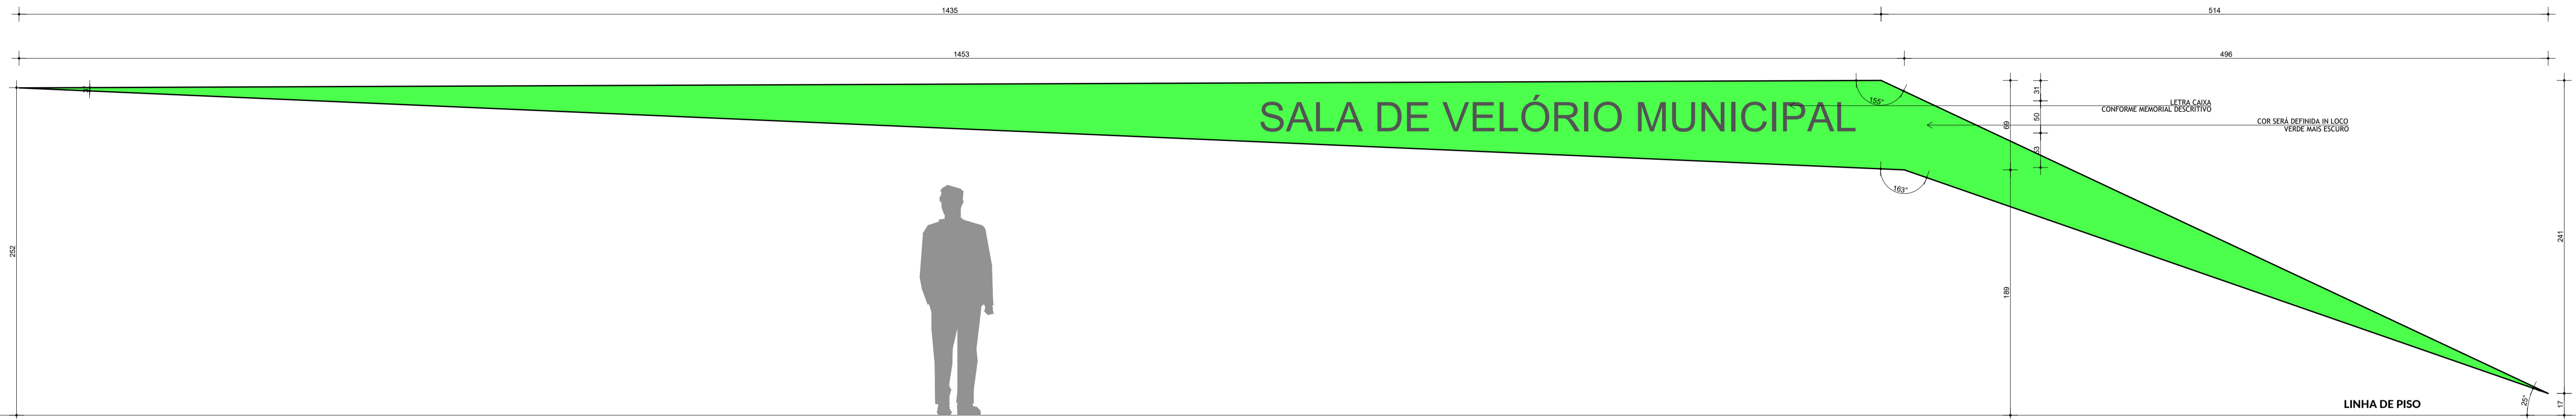 1435
514
1453
496
155°
31
LETRA CAIXA
CONFORME MEMORIAL DESCRITIVO
SALA DE VELÓRIO MUNICIPAL
50
69
COR SERÁ DEFINIDA IN LOCO
VERDE MAIS ESCURO
53
163°
252
241
189
25°
17
LINHA DE PISO